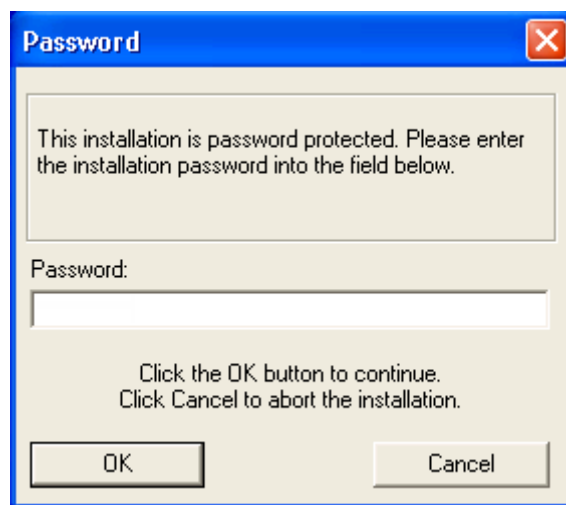 Password
This installation is password protected. Please enter
the installation password into the field below.
Password:
Click the OK button to continue.
Click Cancel to abort the installation.
OK
Cancel